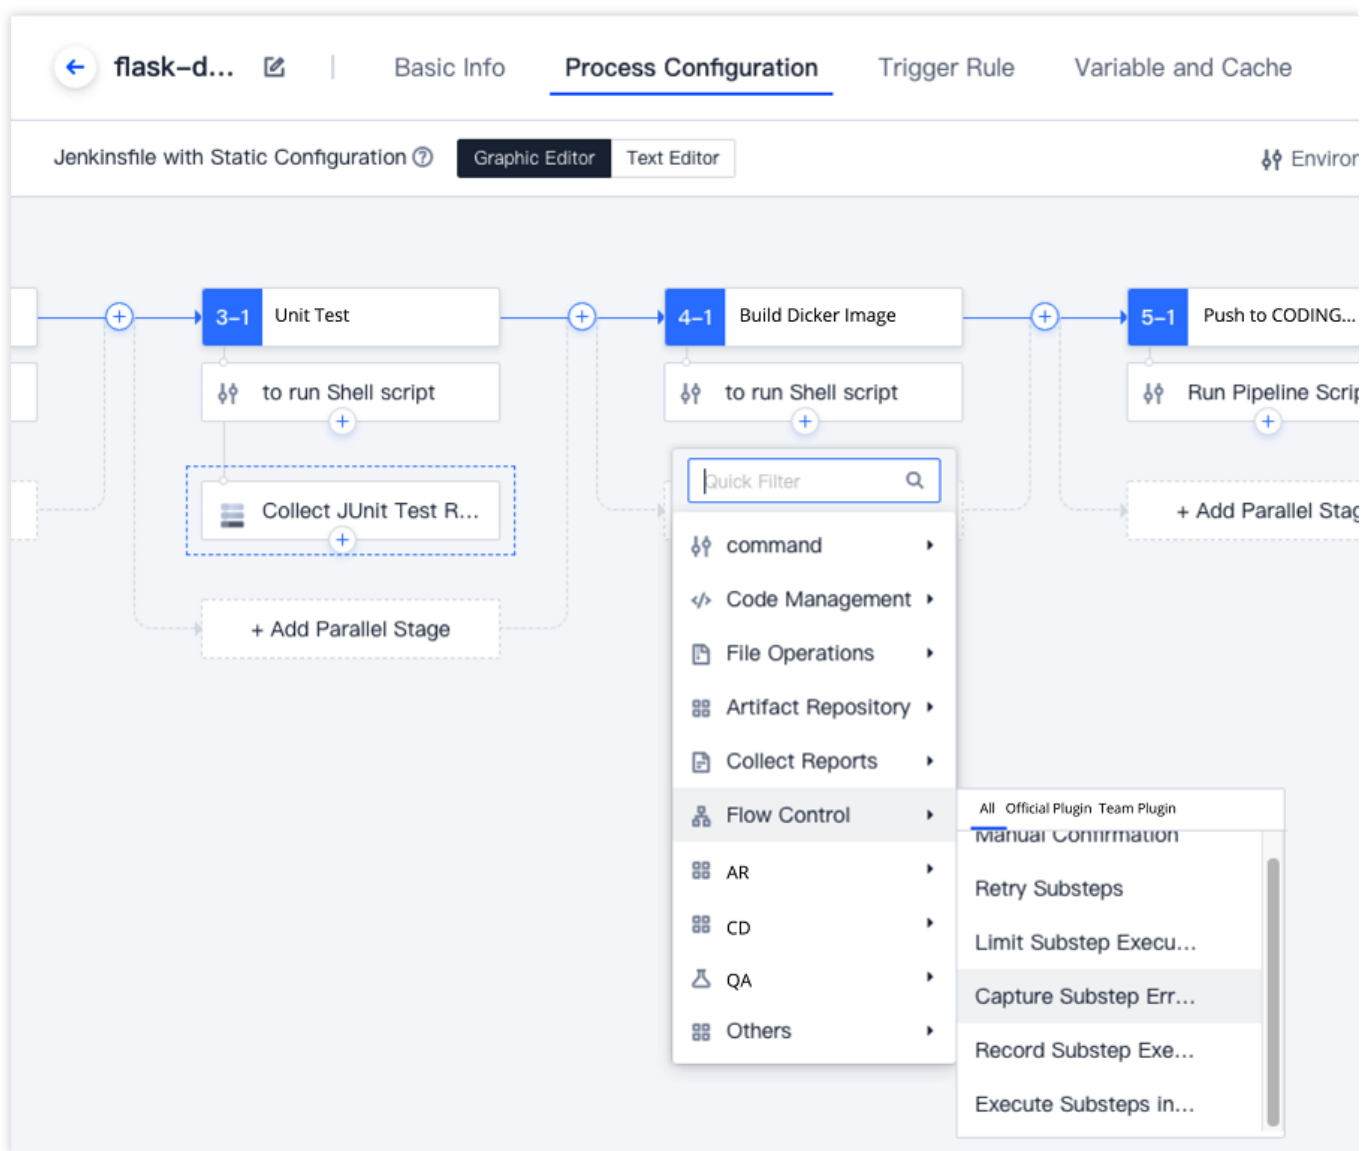 flask-d...
Basic Info
Process Configuration
Trigger Rule
Variable and Cache
Jenkinsfile with Static Configuration
Graphic Editor
Text Editor
Environ
3-1 Unit Test
4-1 Build Dicker Image
5-1 Push to CODING...
to run Shell script
to run Shell script
Run Pipeline Scrip
Quick Filter
Collect JUnit Test R...
+ Add Parallel Stag
command
Code Management
+ Add Parallel Stage
File Operations
Artifact Repository
Collect Reports
Flow Control
All Official Plugin Team Plugin
Manual Confirmation
AR
Retry Substeps
CD
Limit Substep Execu...
QA
Capture Substep Err...
Others
Record Substep Exe...
Execute Substeps in...